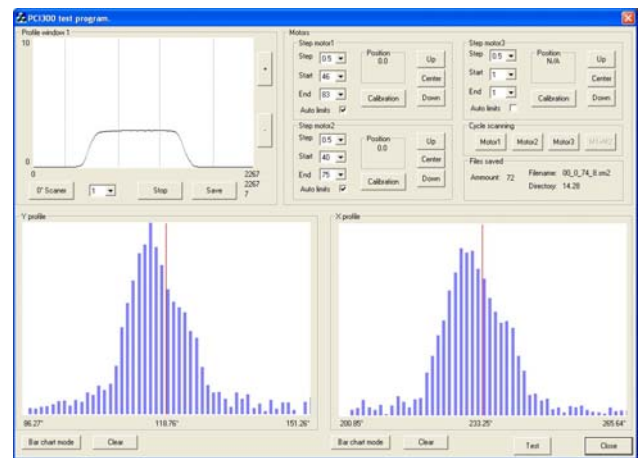 PCI300 test program.
Profile window 1
10
0
0
2267
2267
7
0" Scaner
1
Stop
Save
+
-
Motors
Step motor1
Step 0.5
Start 46
End 83
Auto limits
Position
0.0
Calibration
Up
Center
Down
Step motor2
Step 0.5
Start 40
End 75
Auto limits
Position
0.0
Calibration
Up
Center
Down
Step motor3
Step 0.5
Start 1
End 1
Auto limits
Position
N/A
Calibration
Up
Center
Down
Cycle scanning
Motor1 Motor2 Motor3
Files saved
Ammount: 72
Filename: 00_0_74_8.xm2
Directory: 14.28
Y profile
96.27" 118.76" 151.26"
Bar chart mode Clear
X profile
200.85" 233.25" 265.64"
Bar chart mode Clear
Test
Close